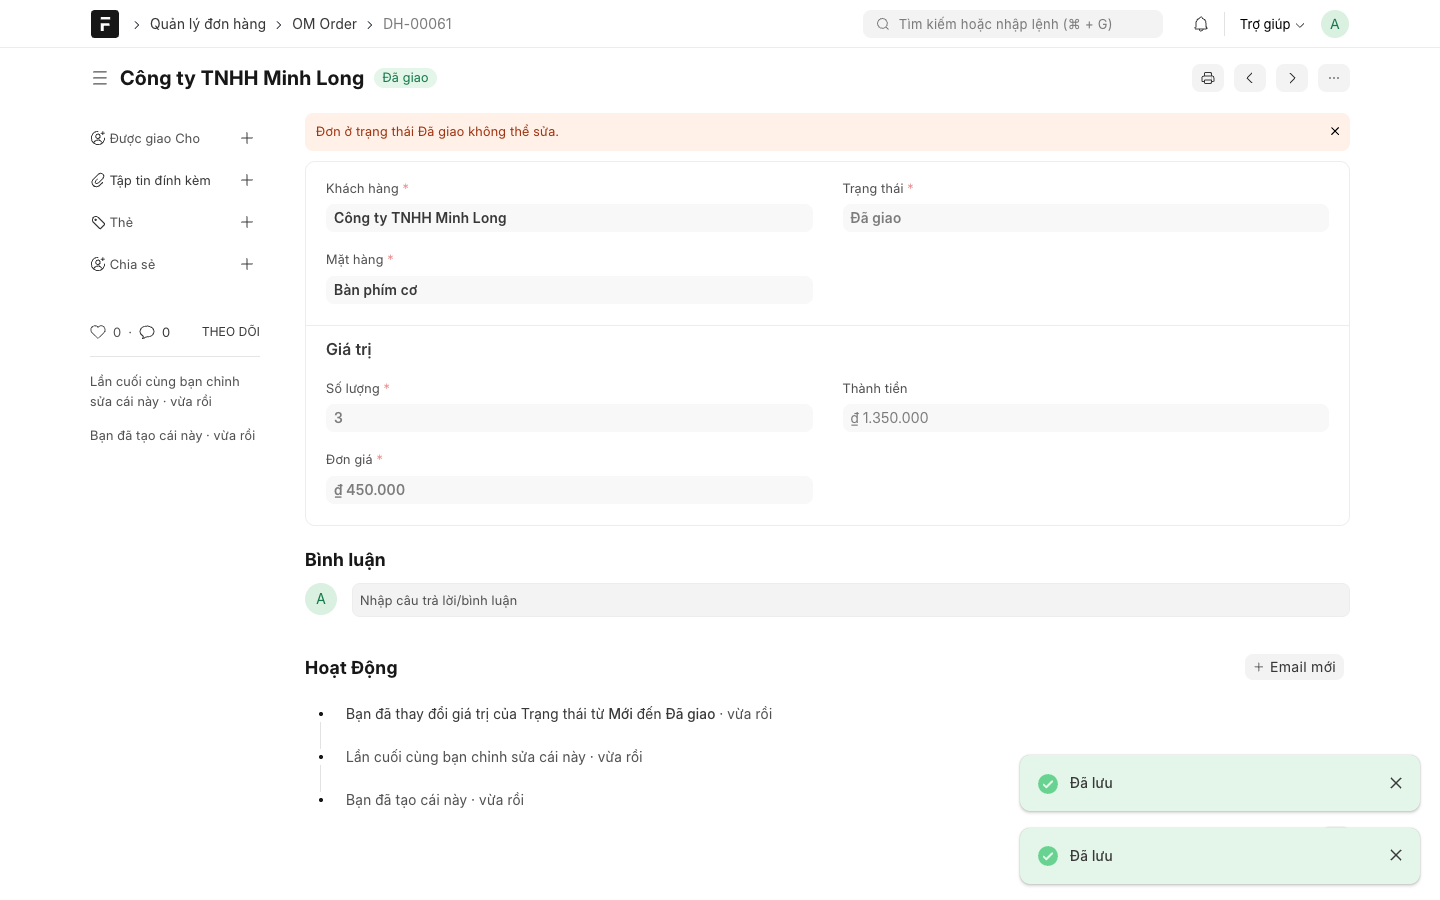 Quản lý đơn hàng
OM Order
DH-00061
Tìm kiếm hoặc nhập lệnh (⌘ + G)
Trợ giúp
A
Công ty TNHH Minh Long
Đã giao
Được giao Cho
Tập tin đính kèm
Thẻ
Chia sẻ
0 · 0 THEO DÕI
Lần cuối cùng bạn chỉnh
sửa cái này · vừa rồi
Bạn đã tạo cái này · vừa rồi
Đơn ở trạng thái Đã giao không thể sửa.
Khách hàng *
Công ty TNHH Minh Long
Trạng thái *
Đã giao
Mặt hàng *
Bàn phím cơ
Giá trị
Số lượng *
3
Thành tiền
₫ 1.350.000
Đơn giá *
₫ 450.000
Bình luận
A
Nhập câu trả lời/bình luận
Hoạt Động
+ Email mới
Bạn đã thay đổi giá trị của Trạng thái từ Mới đến Đã giao · vừa rồi
Lần cuối cùng bạn chỉnh sửa cái này · vừa rồi
Bạn đã tạo cái này · vừa rồi
Đã lưu
Đã lưu